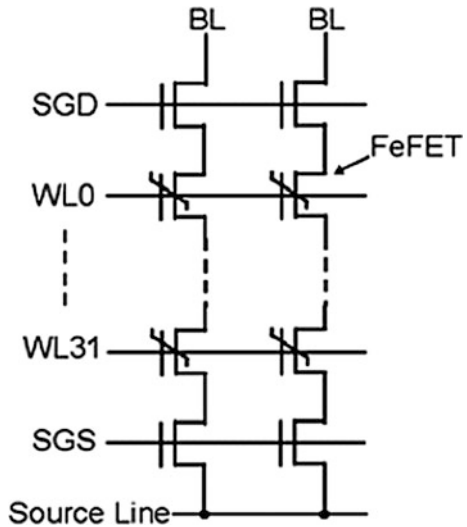 BL BL
SGD
FeFET
WL0
WL31
SGS
Source Line